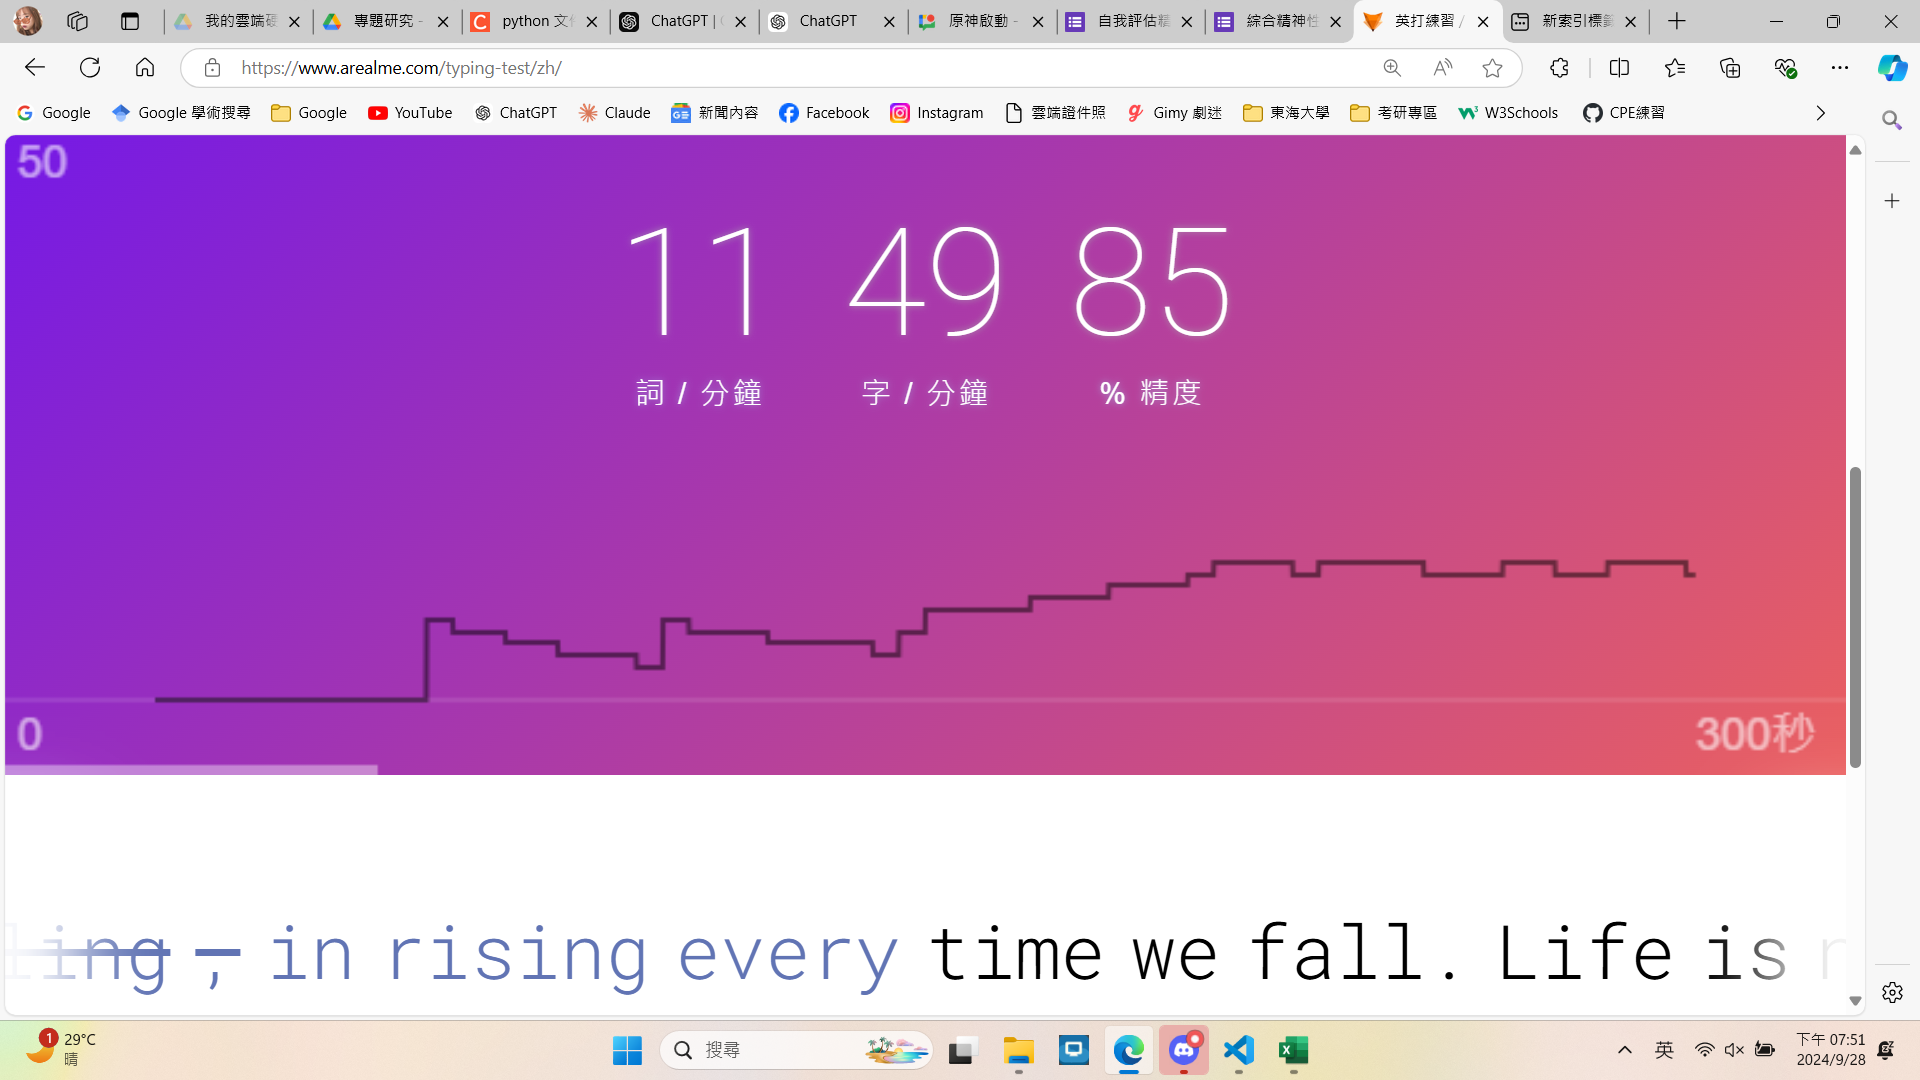 我的雲端硬
專題研究 -
python 文
ChatGPT |
ChatGPT
原神啟動 -
自我評估
綜合精神性
英打練習 /
新索引標籤
https://www.arealme.com/typing-test/zh/
Google
Google 學術搜尋
Google
YouTube
ChatGPT
Claude
新聞內容
Facebook
Instagram
雲端證件照
Gimy 劇迷
東海大學
考研專區
W3Schools
CPE練習
50
11 49 85
詞 / 分鐘 字 / 分鐘 % 精度
0 300秒
ling , in rising every time we fall. Life is
1 29°C
晴
搜尋
英
下午 07:51
2024/9/28